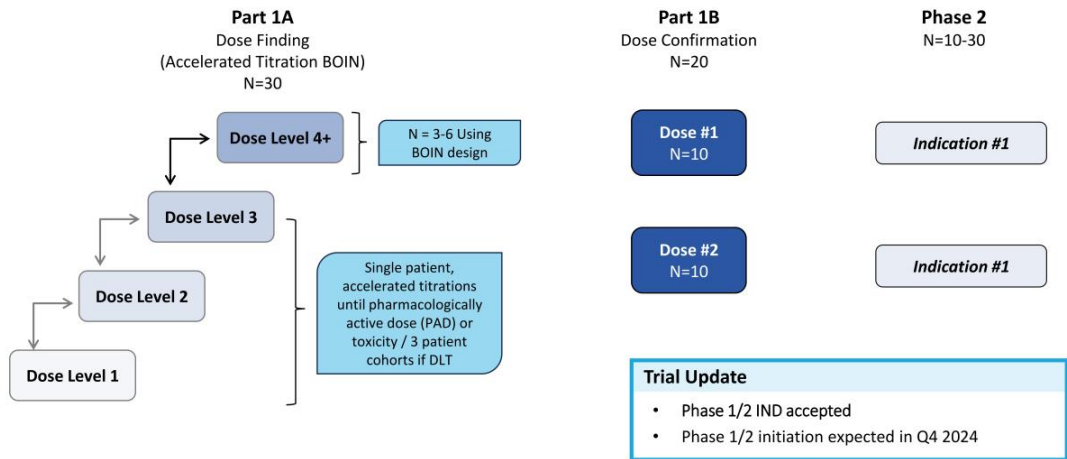 Part 1A
Dose Finding
(Accelerated Titration BOIN)
N=30
Dose Level 4+
N = 3-6 Using
BOIN design
Dose Level 3
Dose Level 2
Dose Level 1
Single patient,
accelerated titrations
until pharmacologically
active dose (PAD) or
toxicity / 3 patient
cohorts if DLT
Part 1B
Dose Confirmation
N=20
Dose #1
N=10
Dose #2
N=10
Phase 2
N=10-30
Indication #1
Indication #1
Trial Update
• Phase 1/2 IND accepted
• Phase 1/2 initiation expected in Q4 2024